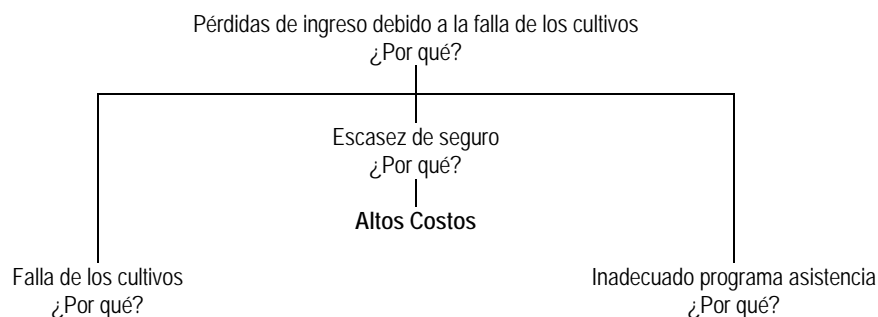 Pérdidas de ingreso debido a la falla de los cultivos
¿Por qué?
Escasez de seguro
¿Por qué?
Altos Costos
Falla de los cultivos
¿Por qué?
Inadecuado programa asistencia
¿Por qué?